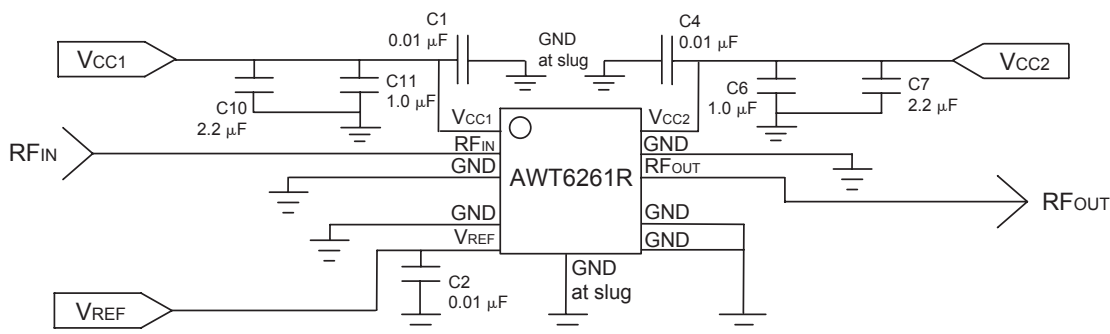 C1
0.01 µF
GND
at slug
C4
0.01 µF
VCC1
VCC2
C10
2.2 µF
C11
1.0 µF
C6
1.0 µF
C7
2.2 µF
VCC1
VCC2
RFIN
RFIN
GND
GND
AWT6261R
RFOUT
RFOUT
GND
GND
VREF
GND
GND
at slug
C2
0.01 µF
VREF